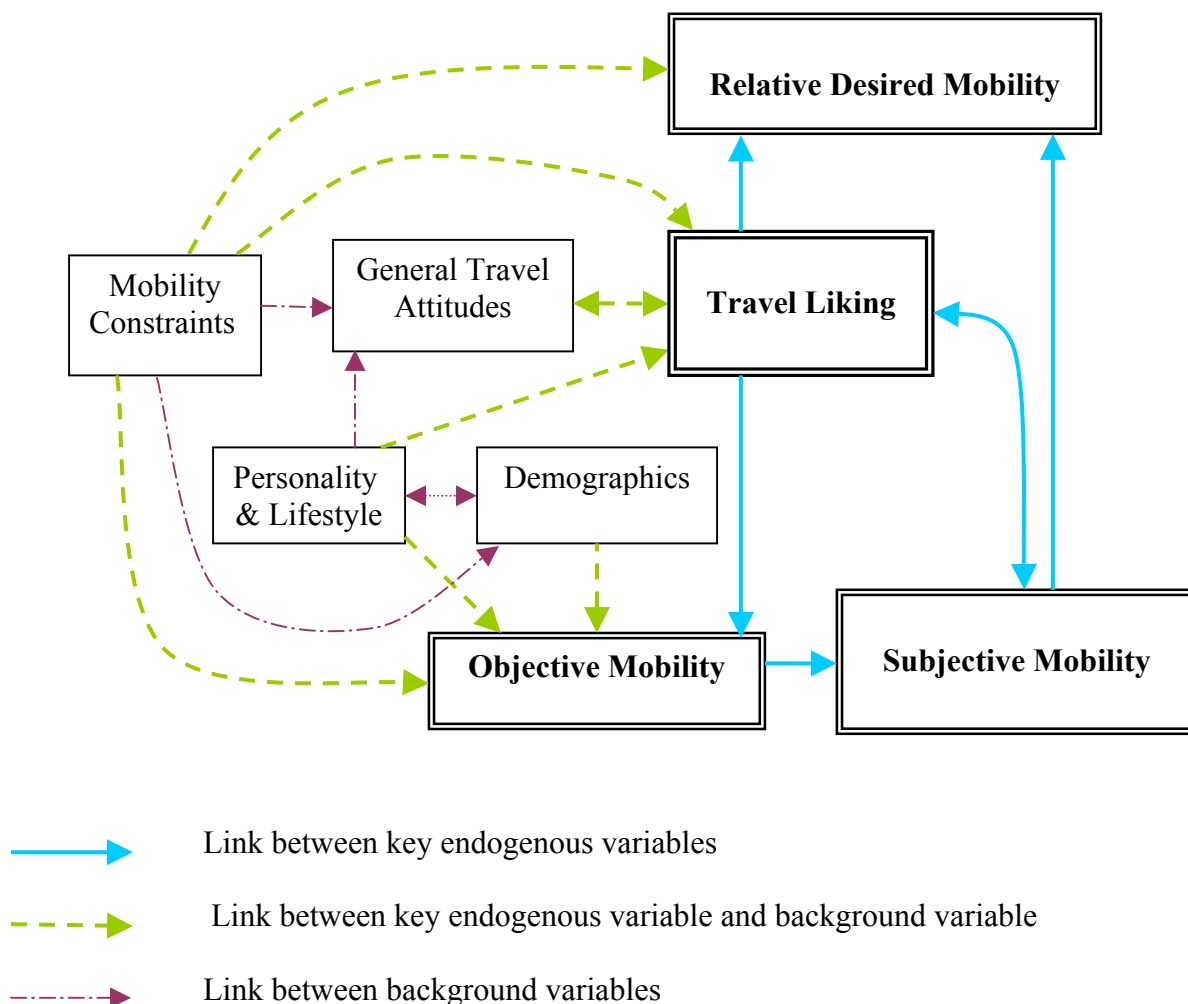 Relative Desired Mobility
Mobility
Constraints
General Travel
Attitudes
Travel Liking
Personality
& Lifestyle
Demographics
Objective Mobility
Subjective Mobility
Link between key endogenous variables
Link between key endogenous variable and background variable
Link between background variables